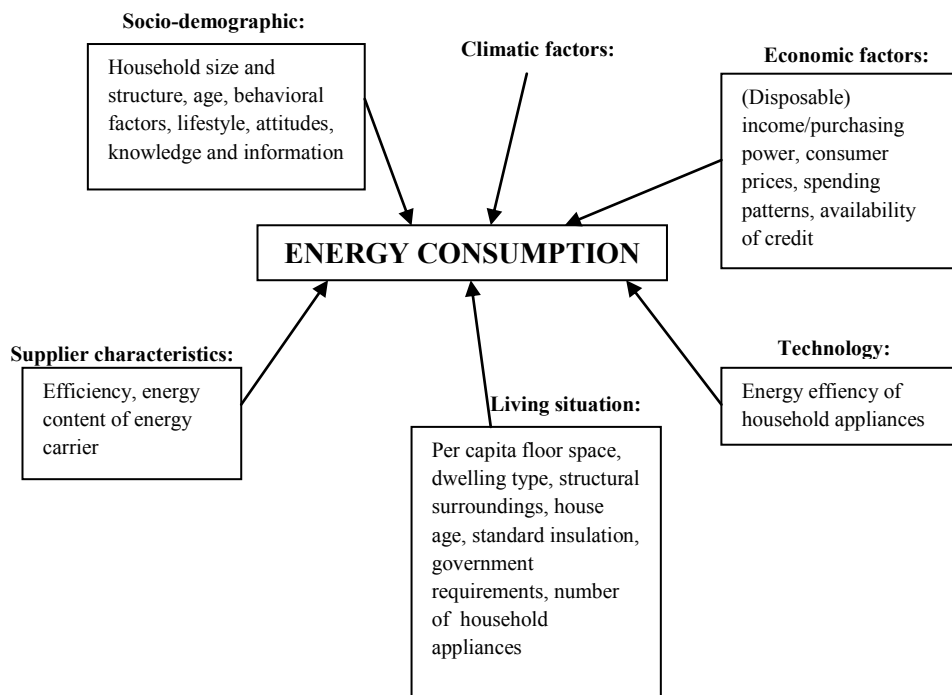 Socio-demographic:
Household size and
structure, age, behavioral
factors, lifestyle, attitudes,
knowledge and information
Climatic factors:
Economic factors:
(Disposable)
income/purchasing
power, consumer
prices, spending
patterns, availability
of credit
ENERGY CONSUMPTION
Supplier characteristics:
Efficiency, energy
content of energy
carrier
Living situation:
Per capita floor space,
dwelling type, structural
surroundings, house
age, standard insulation,
government
requirements, number
of household
appliances
Technology:
Energy effiency of
household appliances